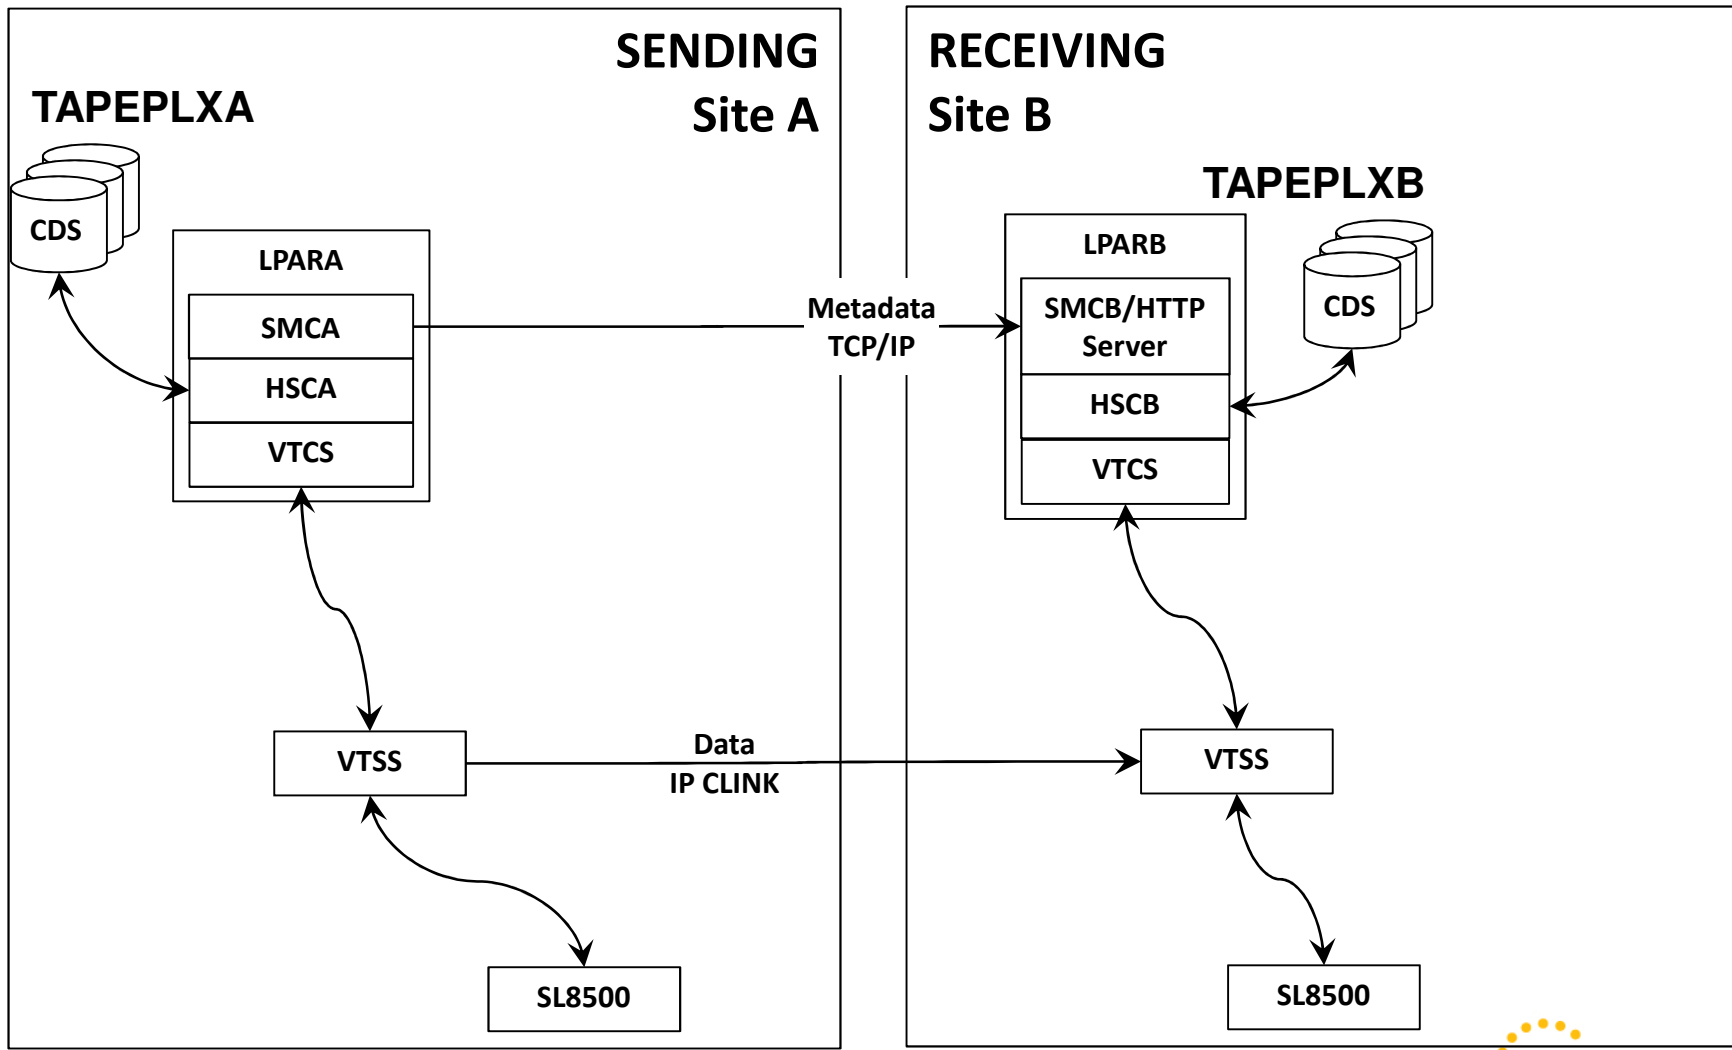 SENDING
Site A
TAPEPLXA
CDS
LPARA
SMCA
HSCA
VTCS
Metadata
TCP/IP
VTSS
Data
IP CLINK
SL8500
RECEIVING
Site B
TAPEPLXB
LPARB
SMCB/HTTP
Server
HSCB
VTCS
CDS
VTSS
SL8500